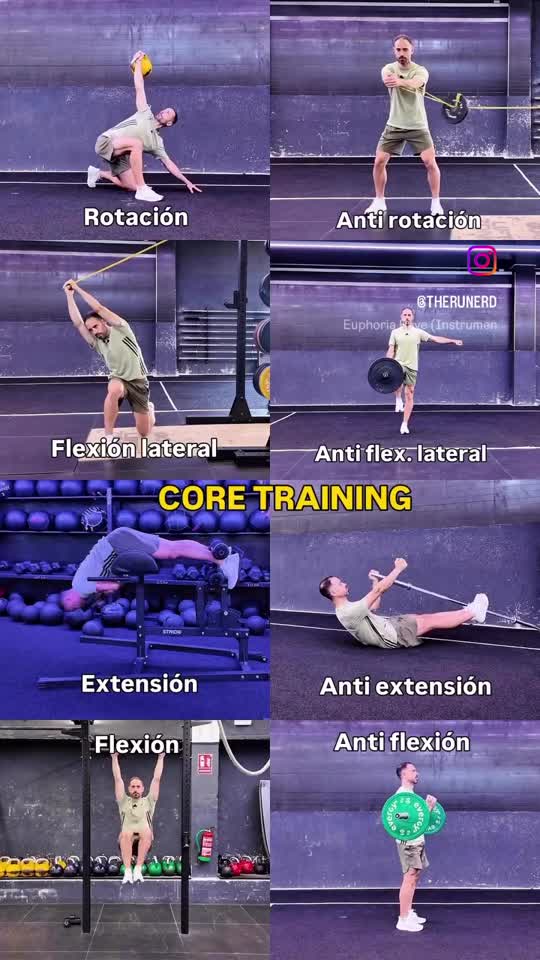 Rotación
Anti rotación
@THERUNERD
Flexión lateral
Anti flex. lateral
CORE TRAINING
Extensión
Anti extensión
Flexión
Anti flexión